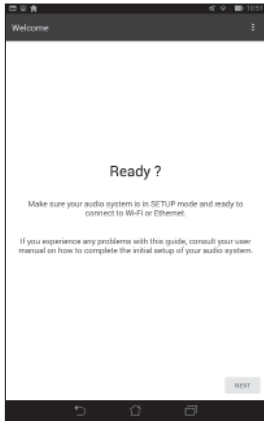 10:51
Welcome
Ready ?
Make sure your audio system is in SETUP mode and ready to
connect to Wi-Fi or Ethernet.
If you experience any problems with this guide, consult your user
manual on how to complete the initial setup of your audio system.
NEXT